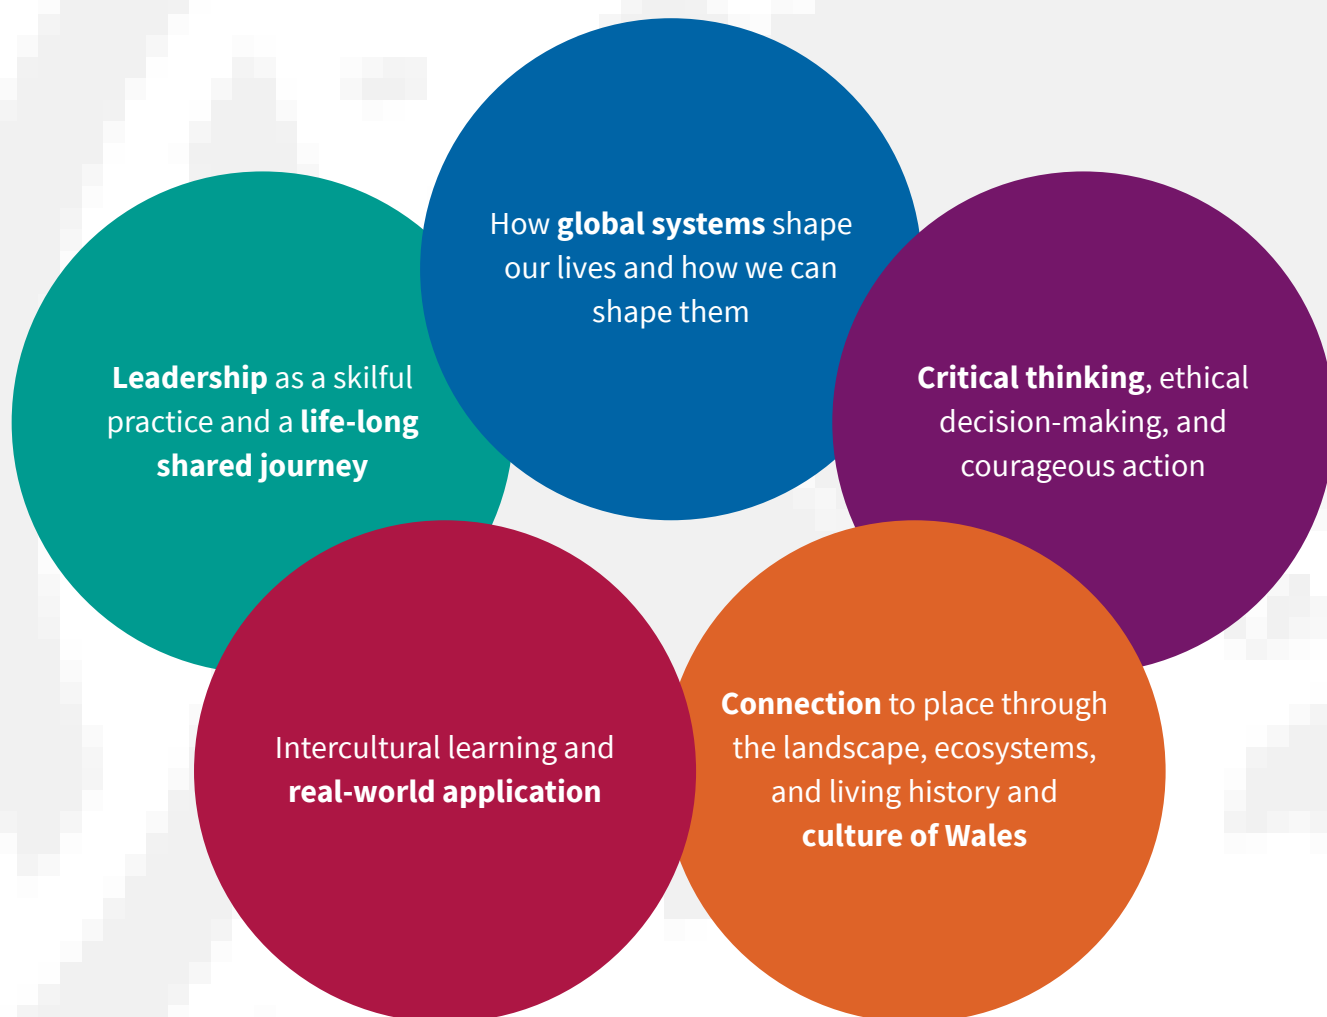 How global systems shape
our lives and how we can
shape them
Leadership as a skilful
practice and a life-long
shared journey
Critical thinking, ethical
decision-making, and
courageous action
Intercultural learning and
real-world application
Connection to place through
the landscape, ecosystems,
and living history and
culture of Wales